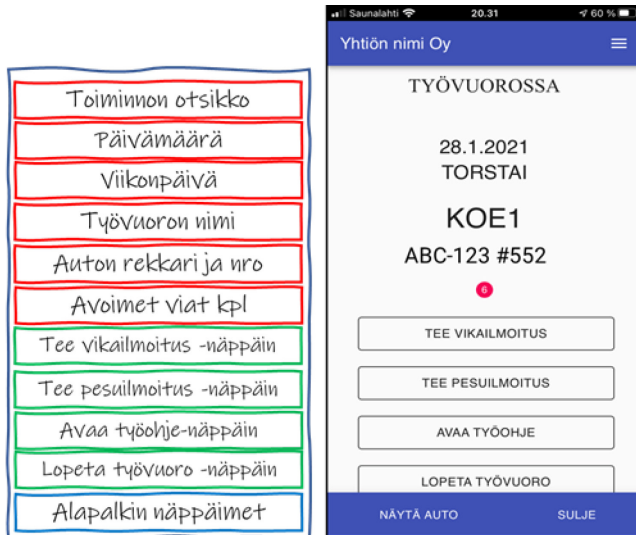 Toiminnon otsikko
Päivämäärä
Viikonpäivä
Työvuoron nimi
Auton rekkari ja nro
Avoimet viat kpl
Tee vikailmoitus -näppäin
Tee pesuilmoitus -näppäin
Avaa työohje-näppäin
Lopeta työvuoro -näppäin
Alapalkin näppäimet
Saunalahti 20.31 60 %
Yhtiön nimi Oy
TYÖVUOROSSA
28.1.2021
TORSTAI
KOE1
ABC-123 #552
6
TEE VIKAILMOITUS
TEE PESUILMOITUS
AVAA TYÖOHJE
LOPETA TYÖVUORO
NÄYTÄ AUTO SULJE